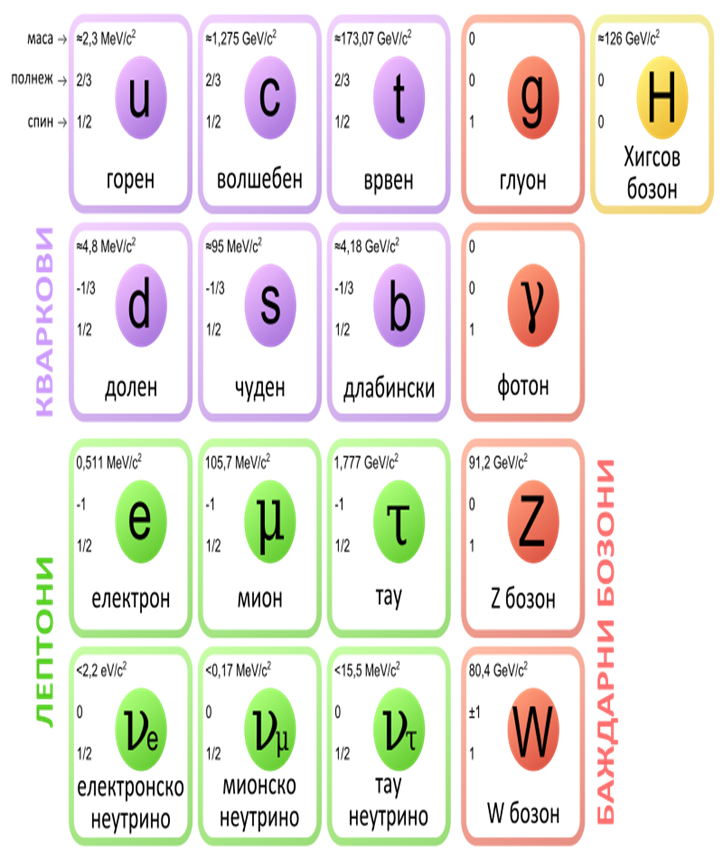 маса → ≈2,3 MeV/c²
полнеж → 2/3
спин → 1/2
u
горен
≈1,275 GeV/c²
2/3
1/2
c
волшебен
≈173,07 GeV/c²
2/3
1/2
t
врвен
0
0
1
g
глуон
≈126 GeV/c²
0
0
H
Хигсов
бозон
КВАРКОВИ
≈4,8 MeV/c²
-1/3
1/2
d
долен
≈95 MeV/c²
-1/3
1/2
s
чуден
≈4,18 GeV/c²
-1/3
1/2
b
длабински
0
0
1
γ
фотон
ЛЕПТОНИ
0,511 MeV/c²
-1
1/2
e
електрон
105,7 MeV/c²
-1
1/2
μ
мион
1,777 GeV/c²
-1
1/2
τ
тау
91,2 GeV/c²
0
1
Z
Z бозон
БАЖДАРНИ БОЗОНИ
<2,2 eV/c²
0
1/2
νe
електронско
неутрино
<0,17 MeV/c²
0
1/2
νμ
мионско
неутрино
<15,5 MeV/c²
0
1/2
ντ
тау
неутрино
80,4 GeV/c²
±1
1
W
W бозон